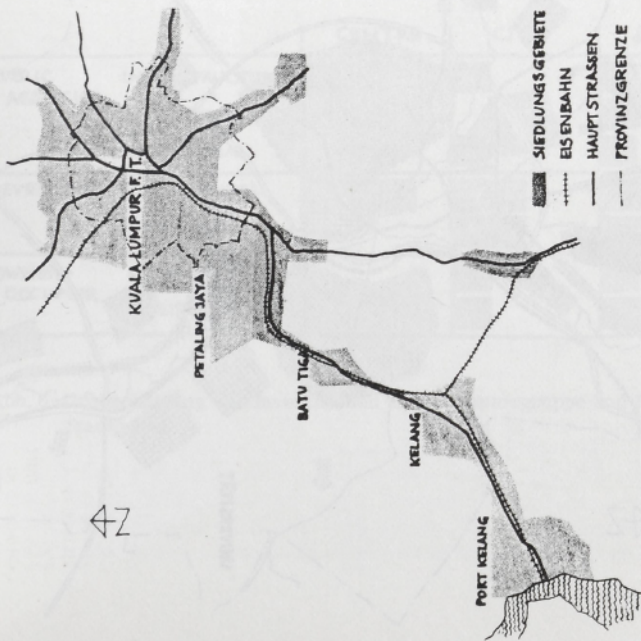 KUALA LUMPUR F.T.
PETALING JAYA
BATU TIGA
KELANG
PORT KELANG
N
SIEDLUNGSGEBIETE
EISENBAHN
HAUPTSTRASSEN
PROVINZGRENZE